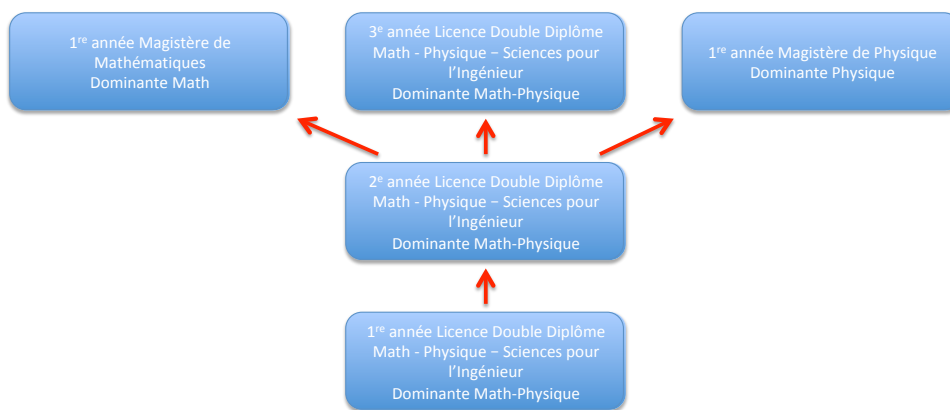 1re année Magistère de
Mathématiques
Dominante Math
3e année Licence Double Diplôme
Math - Physique – Sciences pour
l'Ingénieur
Dominante Math-Physique
1re année Magistère de Physique
Dominante Physique
2e année Licence Double Diplôme
Math - Physique – Sciences pour
l'Ingénieur
Dominante Math-Physique
1re année Licence Double Diplôme
Math - Physique – Sciences pour
l'Ingénieur
Dominante Math-Physique